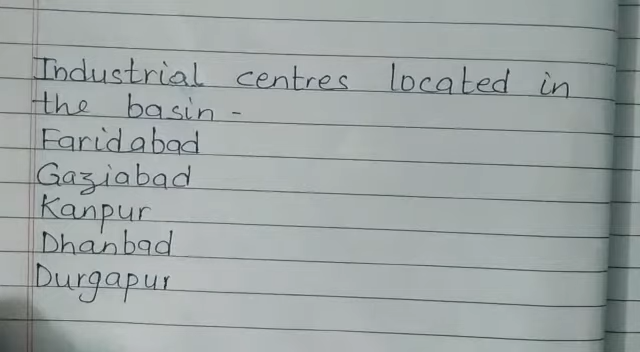 Industrial centres located in
the basin -
Faridabad
Gaziabad
Kanpur
Dhanbad
Durgapur